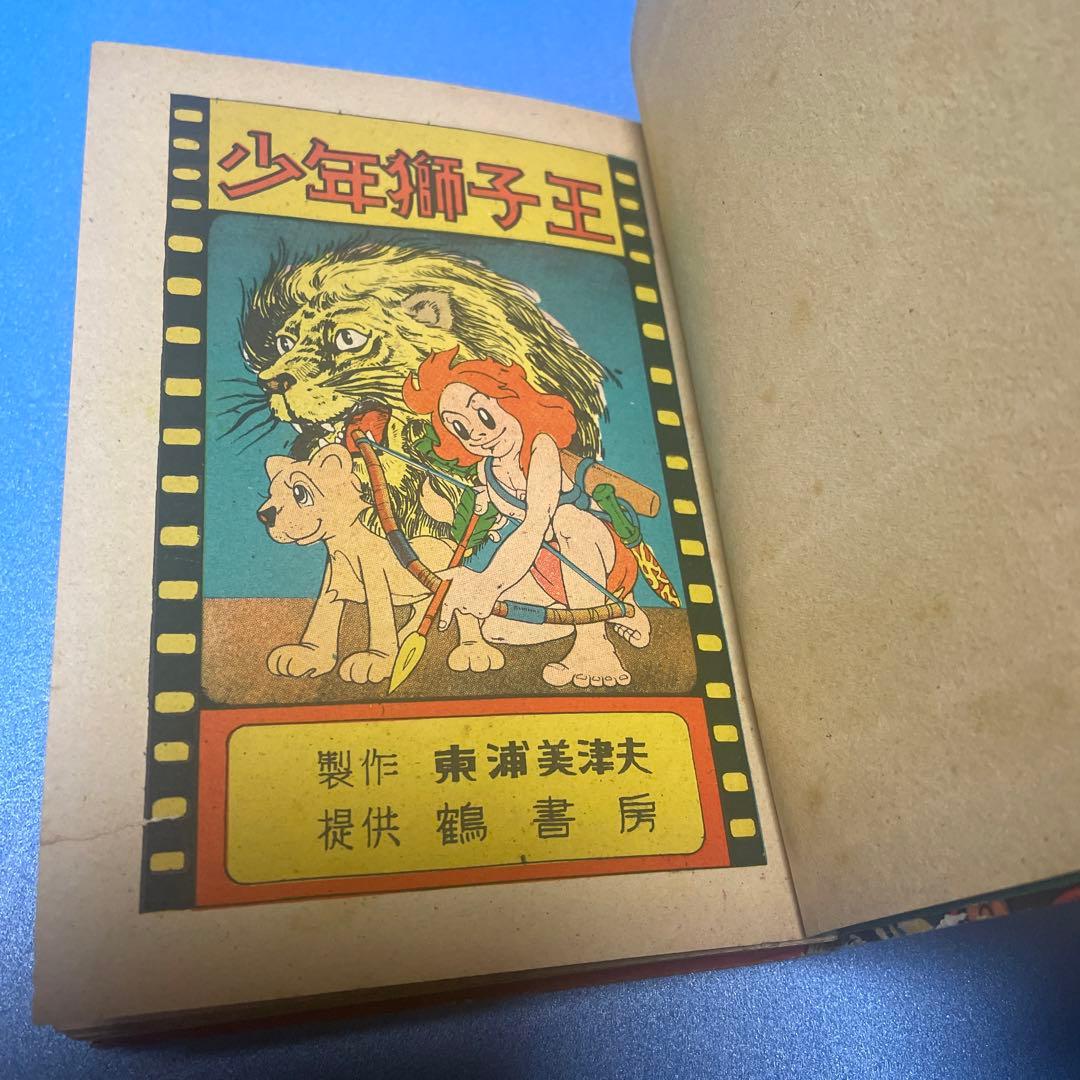 少年獅子王
製作 東浦美津夫
提供 鶴書房